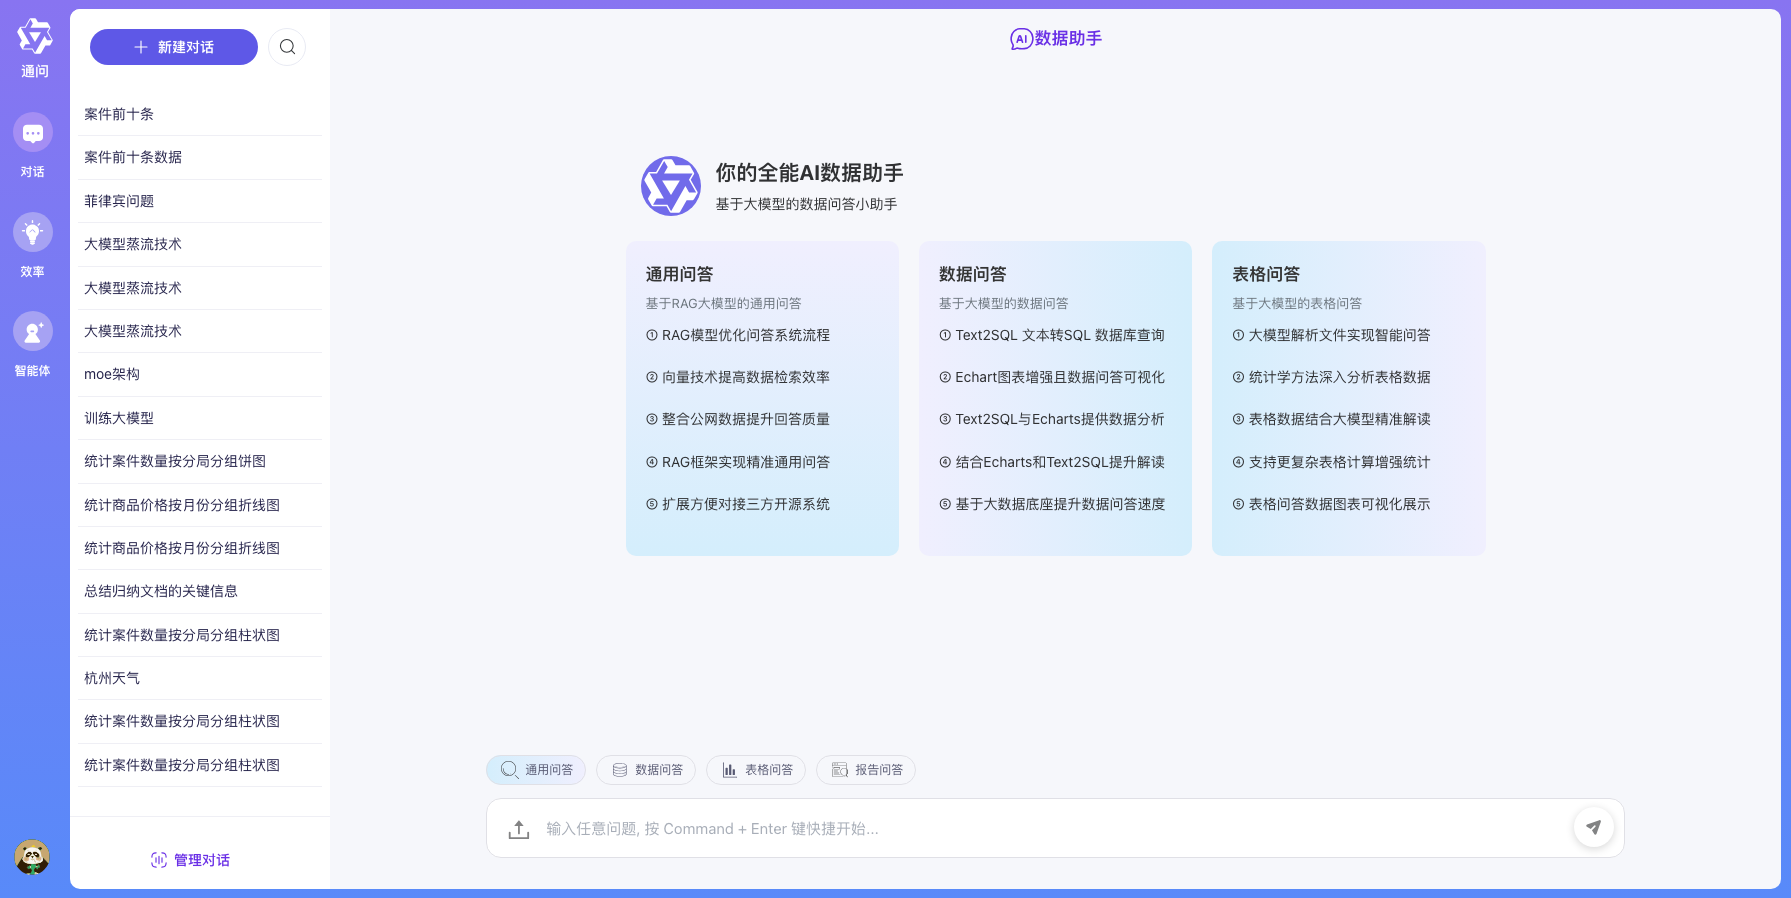 通问
对话
效率
智能体
新建对话
案件前十条
案件前十条数据
菲律宾问题
大模型蒸流技术
大模型蒸流技术
大模型蒸流技术
moe架构
训练大模型
统计案件数量按分局分组饼图
统计商品价格按月份分组折线图
统计商品价格按月份分组折线图
总结归纳文档的关键信息
统计案件数量按分局分组柱状图
杭州天气
统计案件数量按分局分组柱状图
统计案件数量按分局分组柱状图
管理对话
AI数据助手
你的全能AI数据助手
基于大模型的数据问答小助手
通用问答
基于RAG大模型的通用问答
① RAG模型优化问答系统流程
② 向量技术提高数据检索效率
③ 整合公网数据提升回答质量
④ RAG框架实现精准通用问答
⑤ 扩展方便对接三方开源系统
数据问答
基于大模型的数据问答
① Text2SQL 文本转SQL 数据库查询
② Echart图表增强且数据问答可视化
③ Text2SQL与Echarts提供数据分析
④ 结合Echarts和Text2SQL提升解读
⑤ 基于大数据底座提升数据问答速度
表格问答
基于大模型的表格问答
① 大模型解析文件实现智能问答
② 统计学方法深入分析表格数据
③ 表格数据结合大模型精准解读
④ 支持更复杂表格计算增强统计
⑤ 表格问答数据图表可视化展示
通用问答
数据问答
表格问答
报告问答
输入任意问题, 按 Command + Enter 键快捷开始...